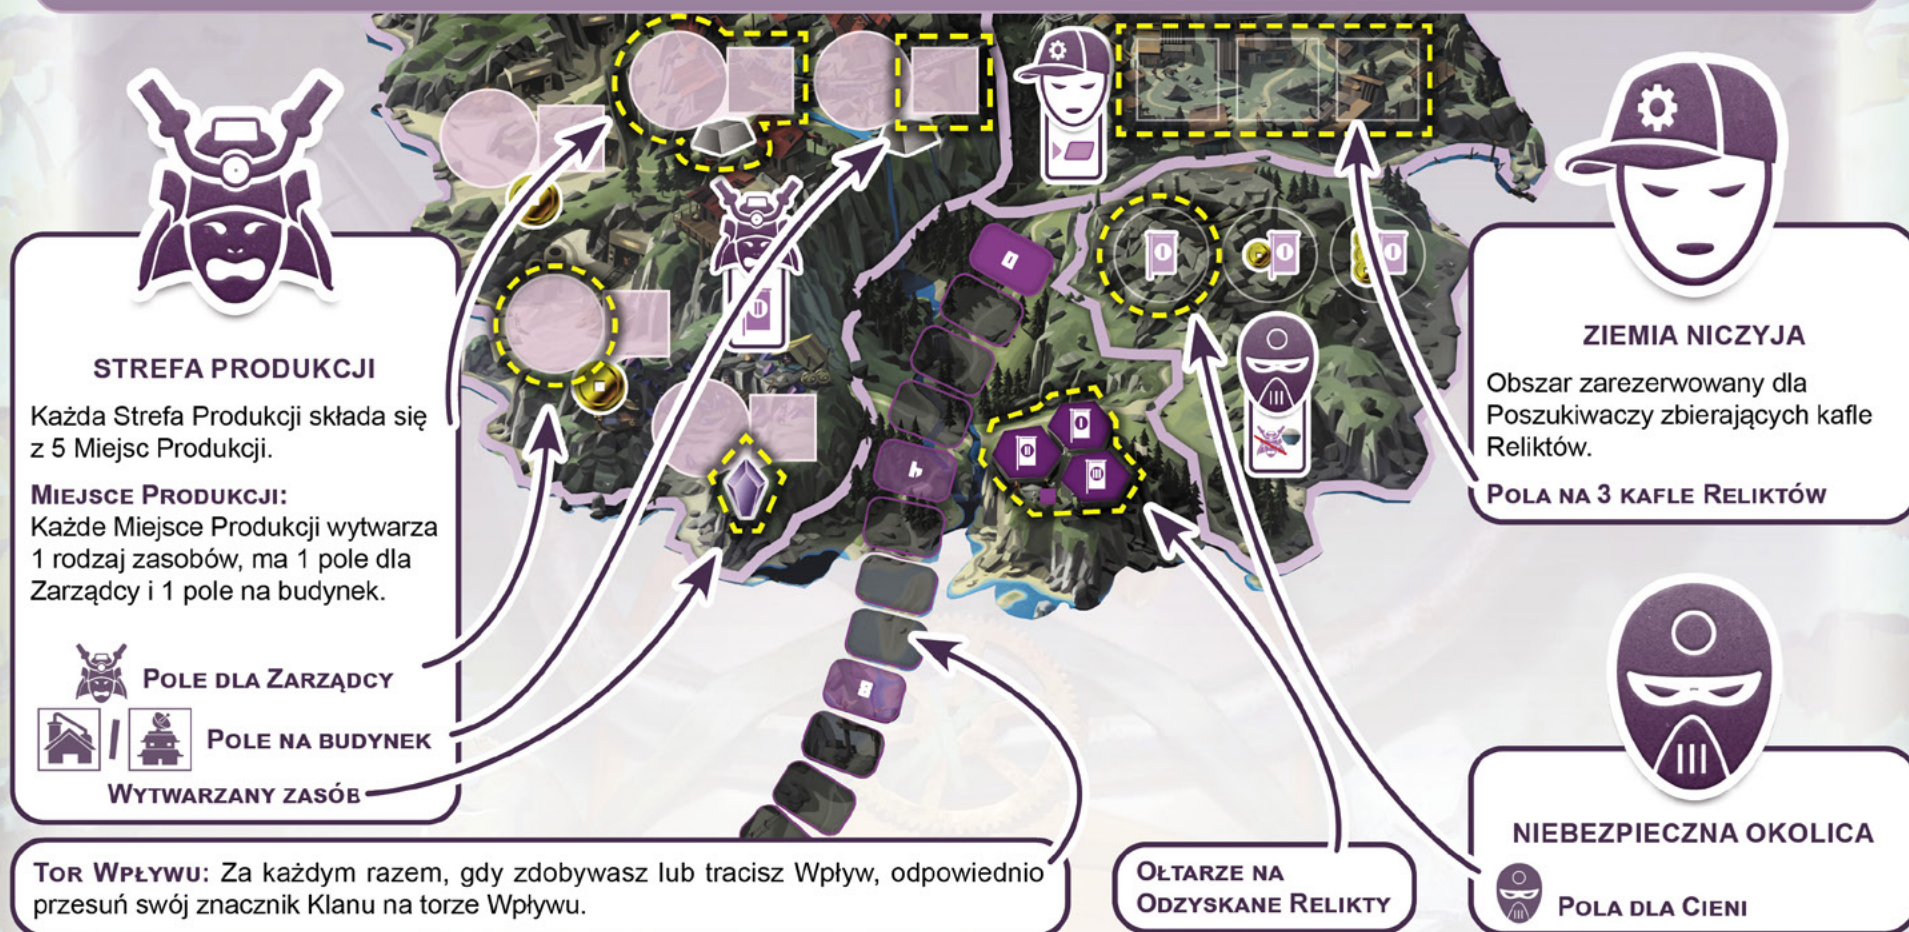 STREFA PRODUKCJI
Każda Strefa Produkcji składa się
z 5 Miejsc Produkcji.
MIEJSCE PRODUKCJI:
Każde Miejsce Produkcji wytwarza
1 rodzaj zasobów, ma 1 pole dla
Zarządcy i 1 pole na budynek.
POLE DLA ZARZĄDCY
POLE NA BUDYNEK
WYTWARZANY ZASÓB
TOR WPŁYWU: Za każdym razem, gdy zdobywasz lub tracisz Wpływ, odpowiednio
przesuń swój znacznik Klanu na torze Wpływu.
OŁTARZE NA
ODZYSKANE RELIKTY
ZIEMIA NICZYJA
Obszar zarezerwowany dla
Poszukiwaczy zbierających kafle
Reliktów.
POLA NA 3 KAFLE RELIKTÓW
NIEBEZPIECZNA OKOLICA
POLA DLA CIENI
I
I
I
II
I
II
III